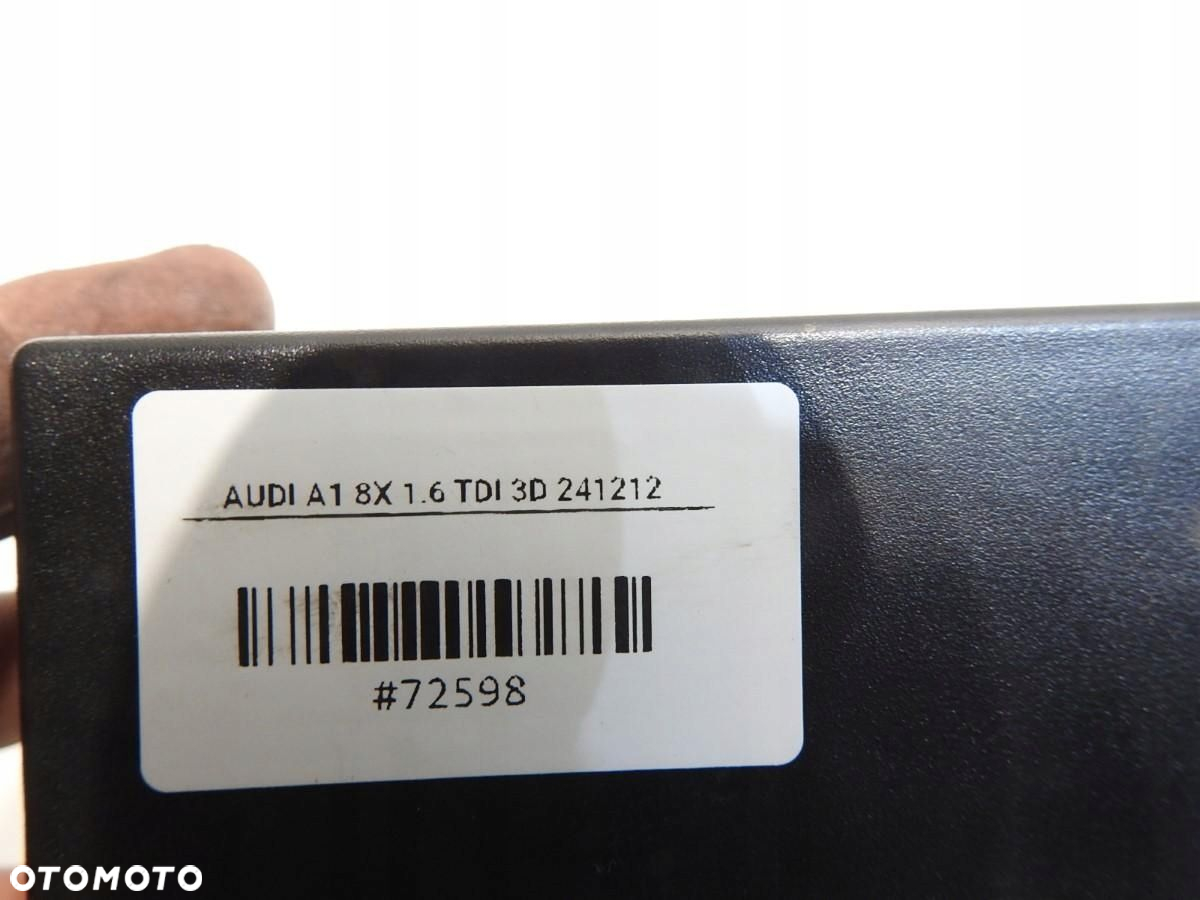 AUDI A1 8X 1.6 TDI 3D 241212
#72598
OTOMOTO